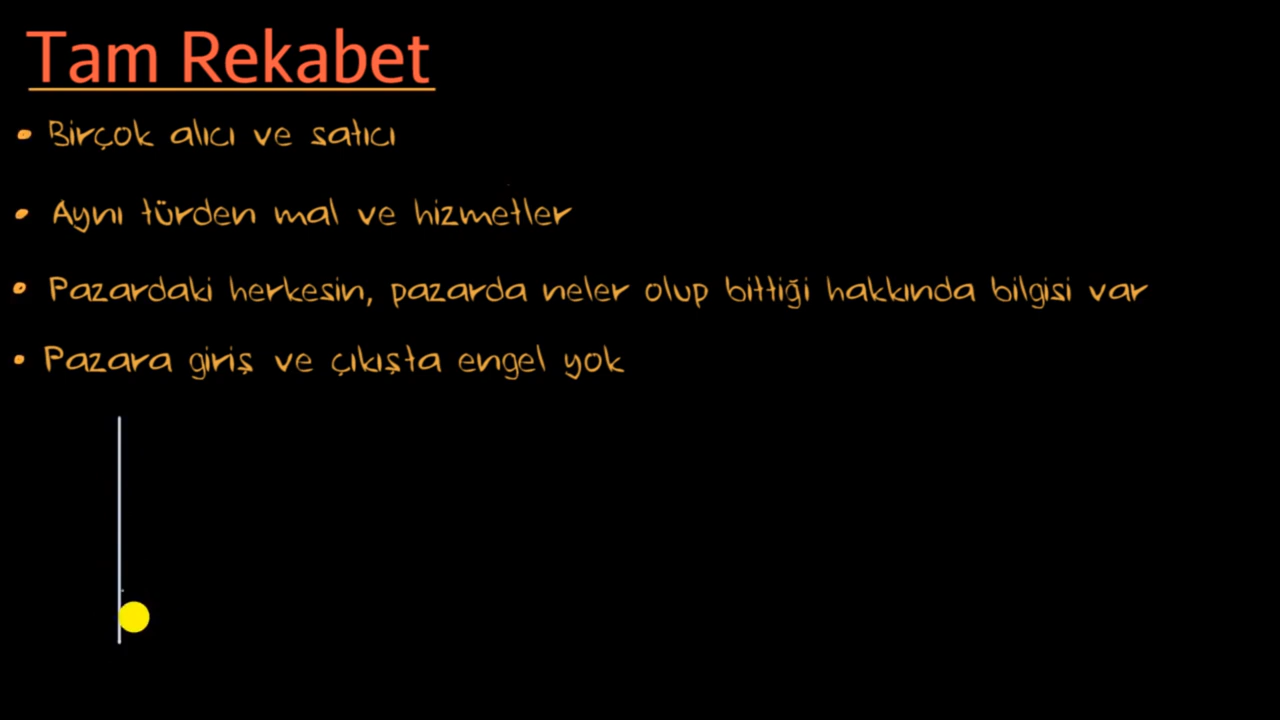 Tam Rekabet
• Birçok alıcı ve satıcı
• Aynı türden mal ve hizmetler
• Pazardaki herkesin, pazarda neler olup bittiği hakkında bilgisi var
• Pazara giriş ve çıkışta engel yok